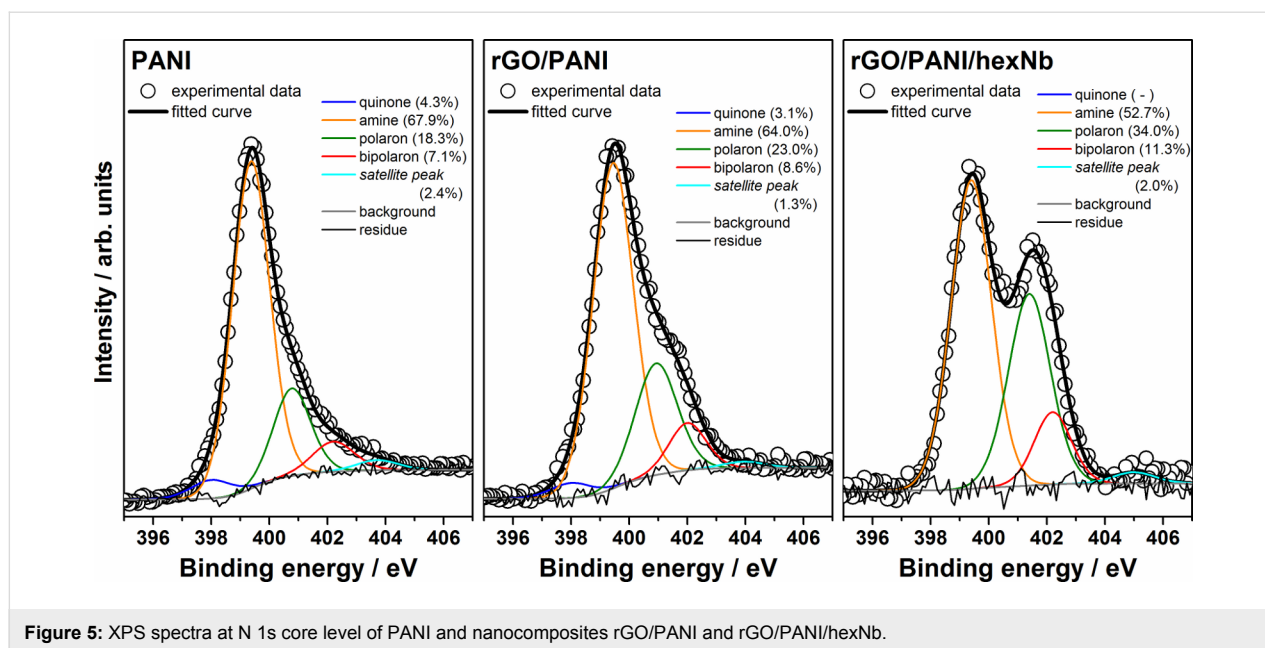 PANI
experimental data
fitted curve
quinone (4.3%)
amine (67.9%)
polaron (18.3%)
bipolaron (7.1%)
satellite peak
(2.4%)
background
residue
rGO/PANI
experimental data
fitted curve
quinone (3.1%)
amine (64.0%)
polaron (23.0%)
bipolaron (8.6%)
satellite peak
(1.3%)
background
residue
rGO/PANI/hexNb
experimental data
fitted curve
quinone ( - )
amine (52.7%)
polaron (34.0%)
bipolaron (11.3%)
satellite peak
(2.0%)
background
residue
Intensity / arb. units
396 398 400 402 404 406
396 398 400 402 404 406
396 398 400 402 404 406
Binding energy / eV
Binding energy / eV
Binding energy / eV
Figure 5: XPS spectra at N 1s core level of PANI and nanocomposites rGO/PANI and rGO/PANI/hexNb.